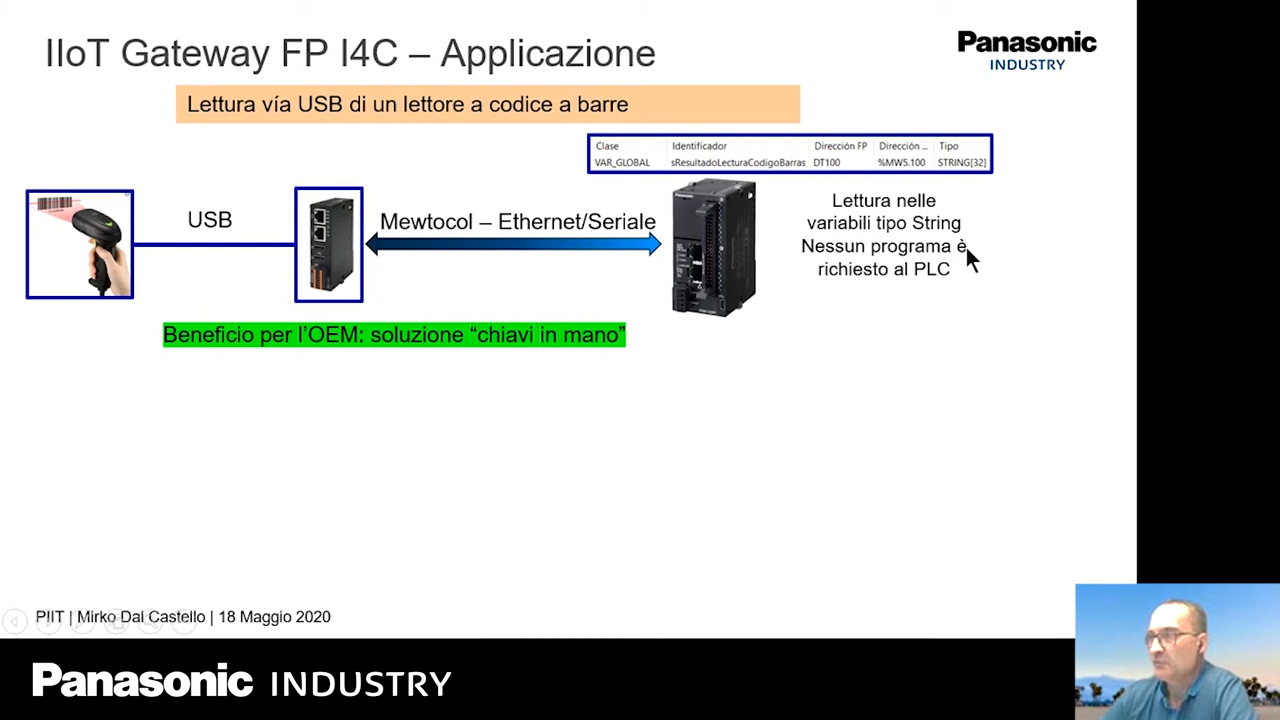 IIoT Gateway FP I4C – Applicazione
Panasonic
INDUSTRY
Lettura vía USB di un lettore a codice a barre
Clase Identificador Dirección FP Dirección ... Tipo
VAR_GLOBAL sResultadoLecturaCodigoBarras DT100 %MW5.100 STRING[32]
USB
Mewtocol – Ethernet/Seriale
Lettura nelle
variabili tipo String
Nessun programa è
richiesto al PLC
Beneficio per l'OEM: soluzione “chiavi in mano”
PIIT | Mirko Dal Castello | 18 Maggio 2020
Panasonic INDUSTRY